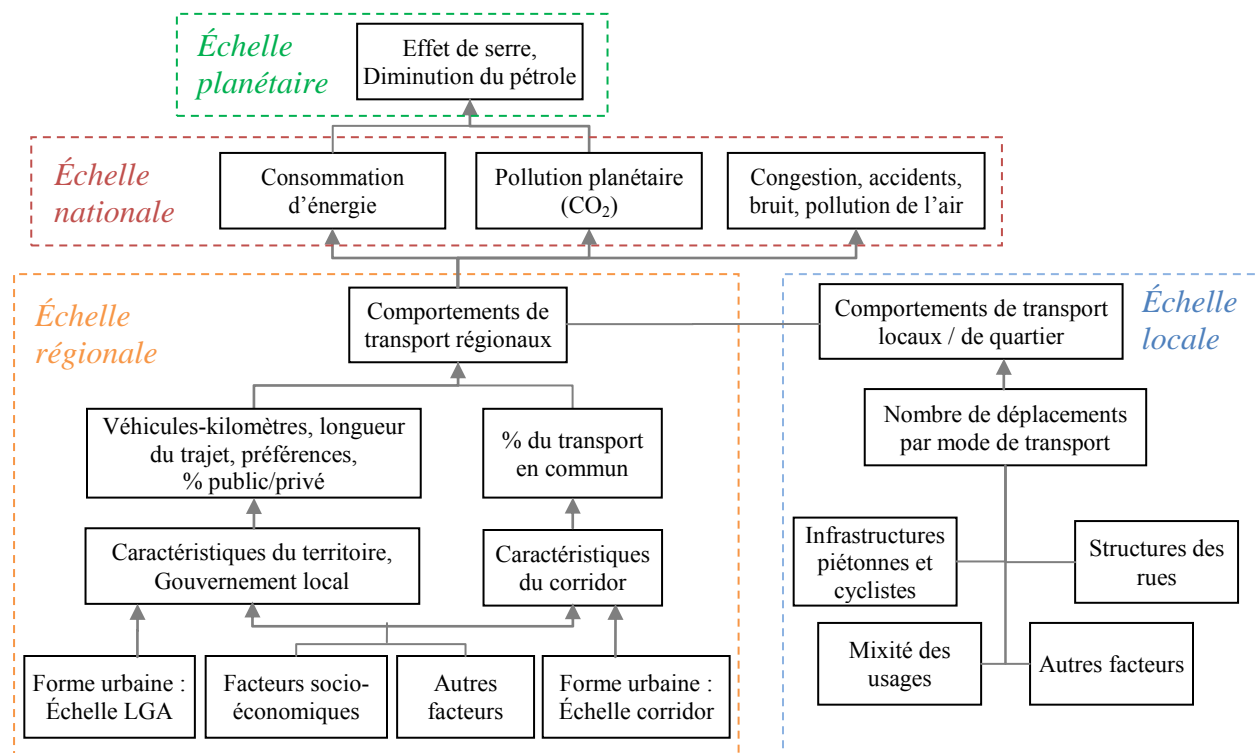 Échelle
planétaire
Effet de serre,
Diminution du pétrole
Échelle
nationale
Consommation
d’énergie
Pollution planétaire
(CO₂)
Congestion, accidents,
bruit, pollution de l’air
Échelle
régionale
Comportements de
transport régionaux
Véhicules-kilomètres, longueur
du trajet, préférences,
% public/privé
% du transport
en commun
Caractéristiques du territoire,
Gouvernement local
Caractéristiques
du corridor
Forme urbaine :
Échelle LGA
Facteurs socio-
économiques
Autres
facteurs
Forme urbaine :
Échelle corridor
Échelle
locale
Comportements de transport
locaux / de quartier
Nombre de déplacements
par mode de transport
Infrastructures
piétonnes et
cyclistes
Structures des
rues
Mixité des
usages
Autres facteurs